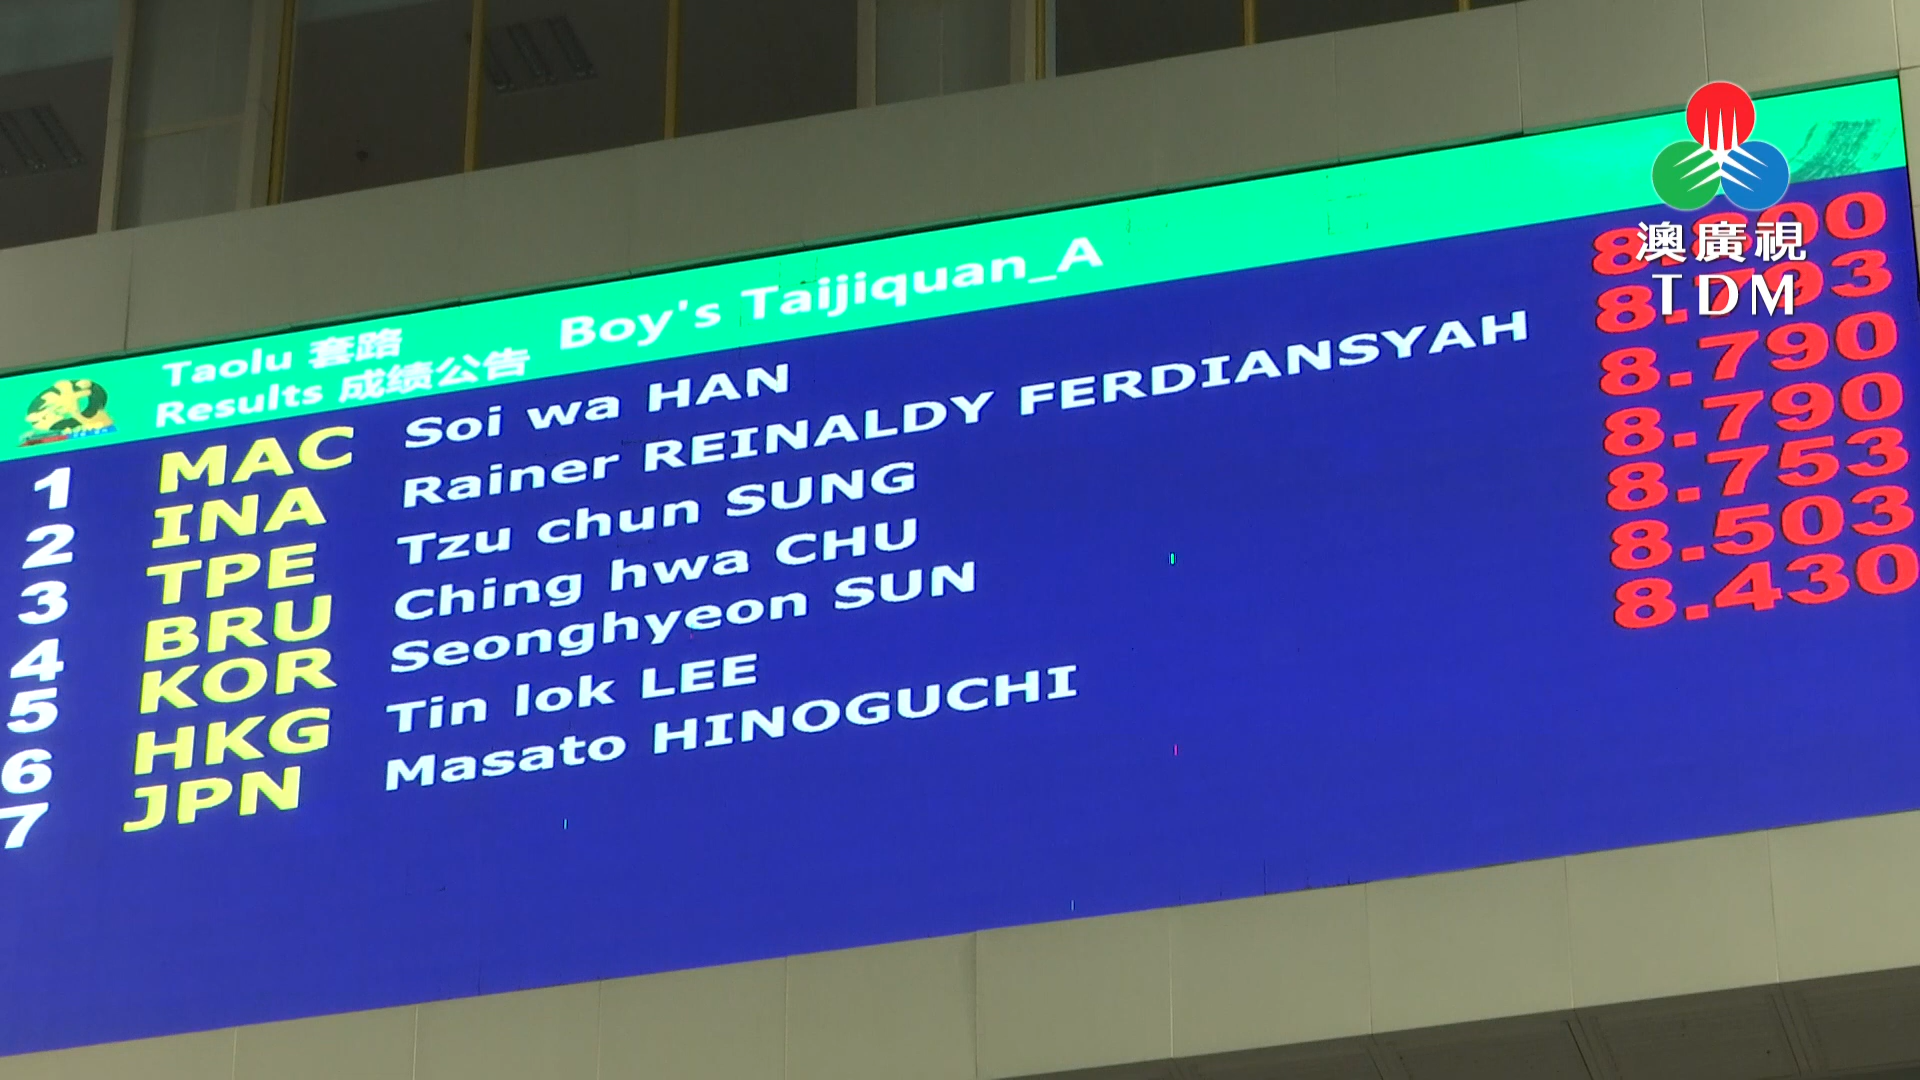 Taolu 套路
Results 成绩公告
Boy's Taijiquan_A
1 MAC Soi wa HAN
2 INA Rainer REINALDY FERDIANSYAH
3 TPE Tzu chun SUNG 8.790
4 BRU Ching hwa CHU 8.790
5 KOR Seonghyeon SUN 8.753
6 HKG Tin lok LEE 8.503
7 JPN Masato HINOGUCHI 8.430
澳廣視
TDM